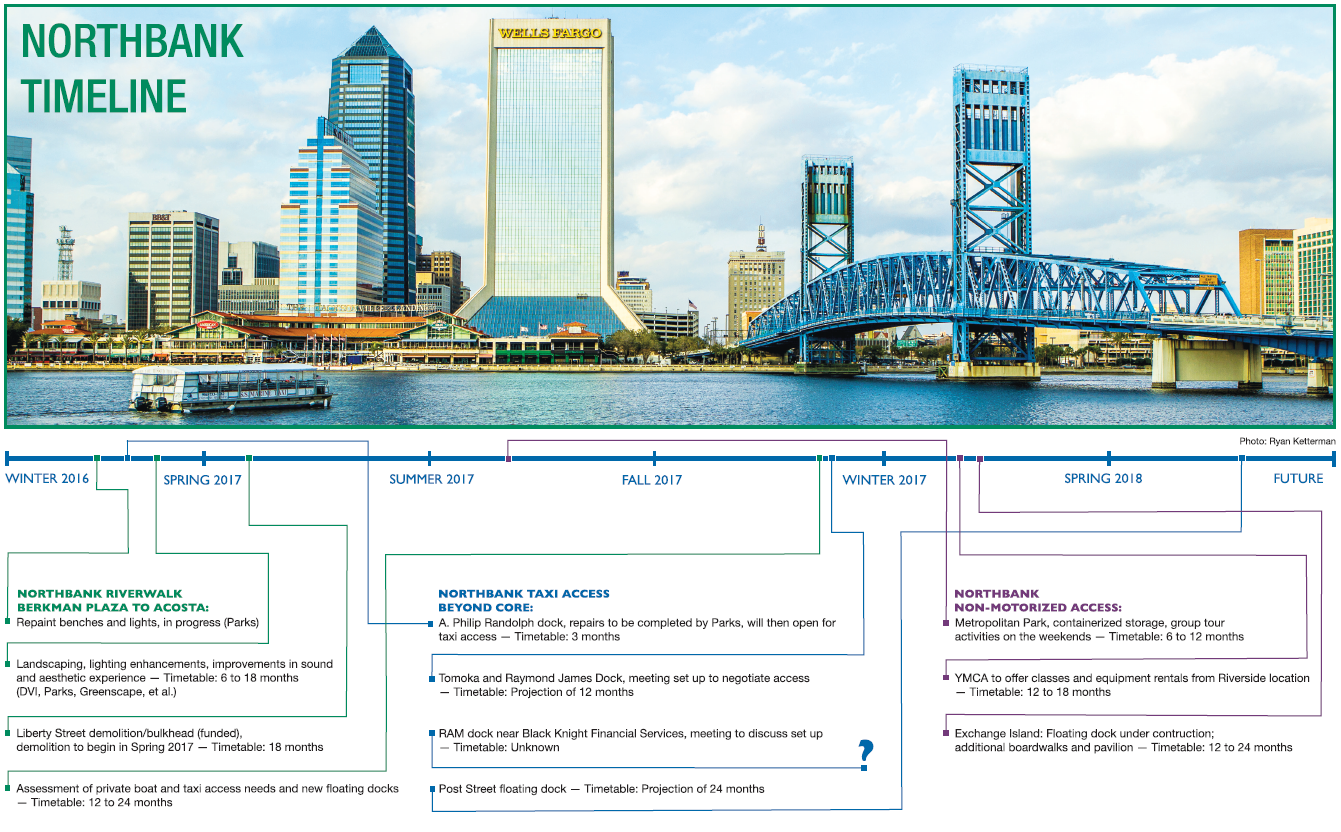 NORTHBANK
TIMELINE
WELLS FARGO
BB&T
Photo: Ryan Ketterman
WINTER 2016
SPRING 2017
SUMMER 2017
FALL 2017
WINTER 2017
SPRING 2018
FUTURE
NORTHBANK RIVERWALK
BERKMAN PLAZA TO ACOSTA:
Repaint benches and lights, in progress (Parks)
Landscaping, lighting enhancements, improvements in sound
and aesthetic experience — Timetable: 6 to 18 months
(DVI, Parks, Greenscape, et al.)
Liberty Street demolition/bulkhead (funded),
demolition to begin in Spring 2017 — Timetable: 18 months
Assessment of private boat and taxi access needs and new floating docks
— Timetable: 12 to 24 months
NORTHBANK TAXI ACCESS
BEYOND CORE:
A. Philip Randolph dock, repairs to be completed by Parks, will then open for
taxi access — Timetable: 3 months
Tomoka and Raymond James Dock, meeting set up to negotiate access
— Timetable: Projection of 12 months
RAM dock near Black Knight Financial Services, meeting to discuss set up
— Timetable: Unknown
?
Post Street floating dock — Timetable: Projection of 24 months
NORTHBANK
NON-MOTORIZED ACCESS:
Metropolitan Park, containerized storage, group tour
activities on the weekends — Timetable: 6 to 12 months
YMCA to offer classes and equipment rentals from Riverside location
— Timetable: 12 to 18 months
Exchange Island: Floating dock under contruction;
additional boardwalks and pavilion — Timetable: 12 to 24 months